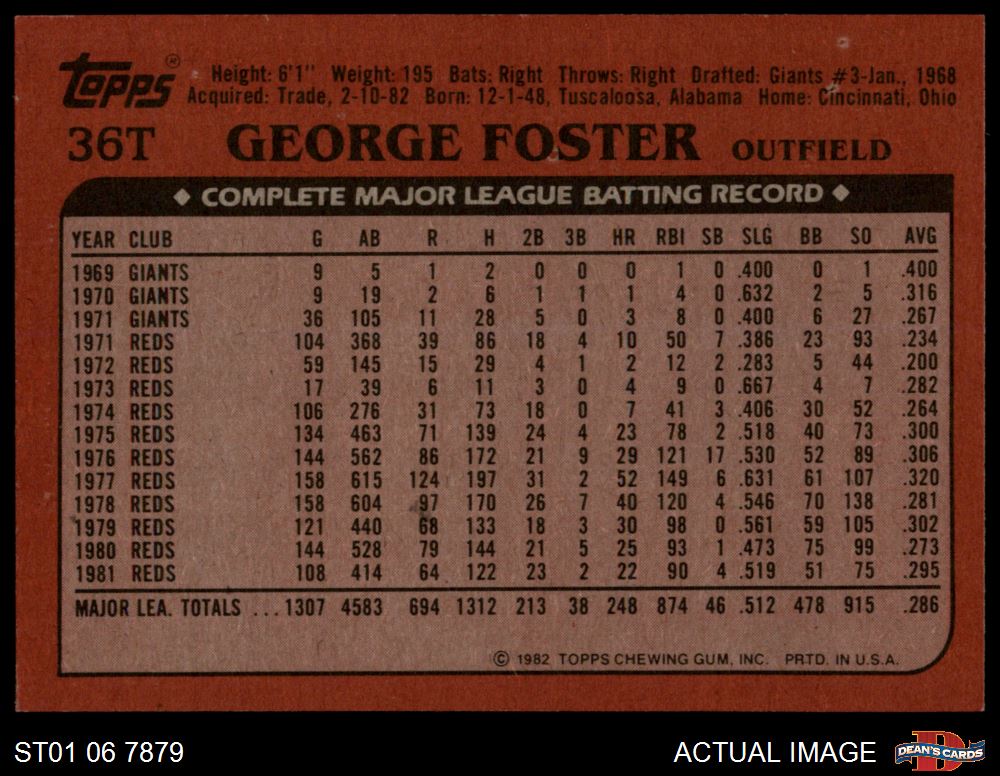 Topps®
Height: 6'1" Weight: 195 Bats: Right Throws: Right Drafted: Giants #3-Jan., 1968
Acquired: Trade, 2-10-82 Born: 12-1-48, Tuscaloosa, Alabama Home: Cincinnati, Ohio
36T GEORGE FOSTER OUTFIELD
◆ COMPLETE MAJOR LEAGUE BATTING RECORD ◆
YEAR CLUB G AB R H 2B 3B HR RBI SB SLG BB SO AVG
1969 GIANTS 9 5 1 2 0 0 0 1 0 .400 0 1 .400
1970 GIANTS 9 19 2 6 1 1 1 4 0 .632 2 5 .316
1971 GIANTS 36 105 11 28 5 0 3 8 0 .400 6 27 .267
1971 REDS 104 368 39 86 18 4 10 50 7 .386 23 93 .234
1972 REDS 59 145 15 29 4 1 2 12 2 .283 5 44 .200
1973 REDS 17 39 6 11 3 0 4 9 0 .667 4 7 .282
1974 REDS 106 276 31 73 18 0 7 41 3 .406 30 52 .264
1975 REDS 134 463 71 139 24 4 23 78 2 .518 40 73 .300
1976 REDS 144 562 86 172 21 9 29 121 17 .530 52 89 .306
1977 REDS 158 615 124 197 31 2 52 149 6 .631 61 107 .320
1978 REDS 158 604 97 170 26 7 40 120 4 .546 70 138 .281
1979 REDS 121 440 68 133 18 3 30 98 0 .561 59 105 .302
1980 REDS 144 528 79 144 21 5 25 93 1 .473 75 99 .273
1981 REDS 108 414 64 122 23 2 22 90 4 .519 51 75 .295
MAJOR LEA. TOTALS ...1307 4583 694 1312 213 38 248 874 46 .512 478 915 .286
© 1982 TOPPS CHEWING GUM, INC. PRTD. IN U.S.A.
ST01 06 7879 ACTUAL IMAGE D DEAN'S CARDS